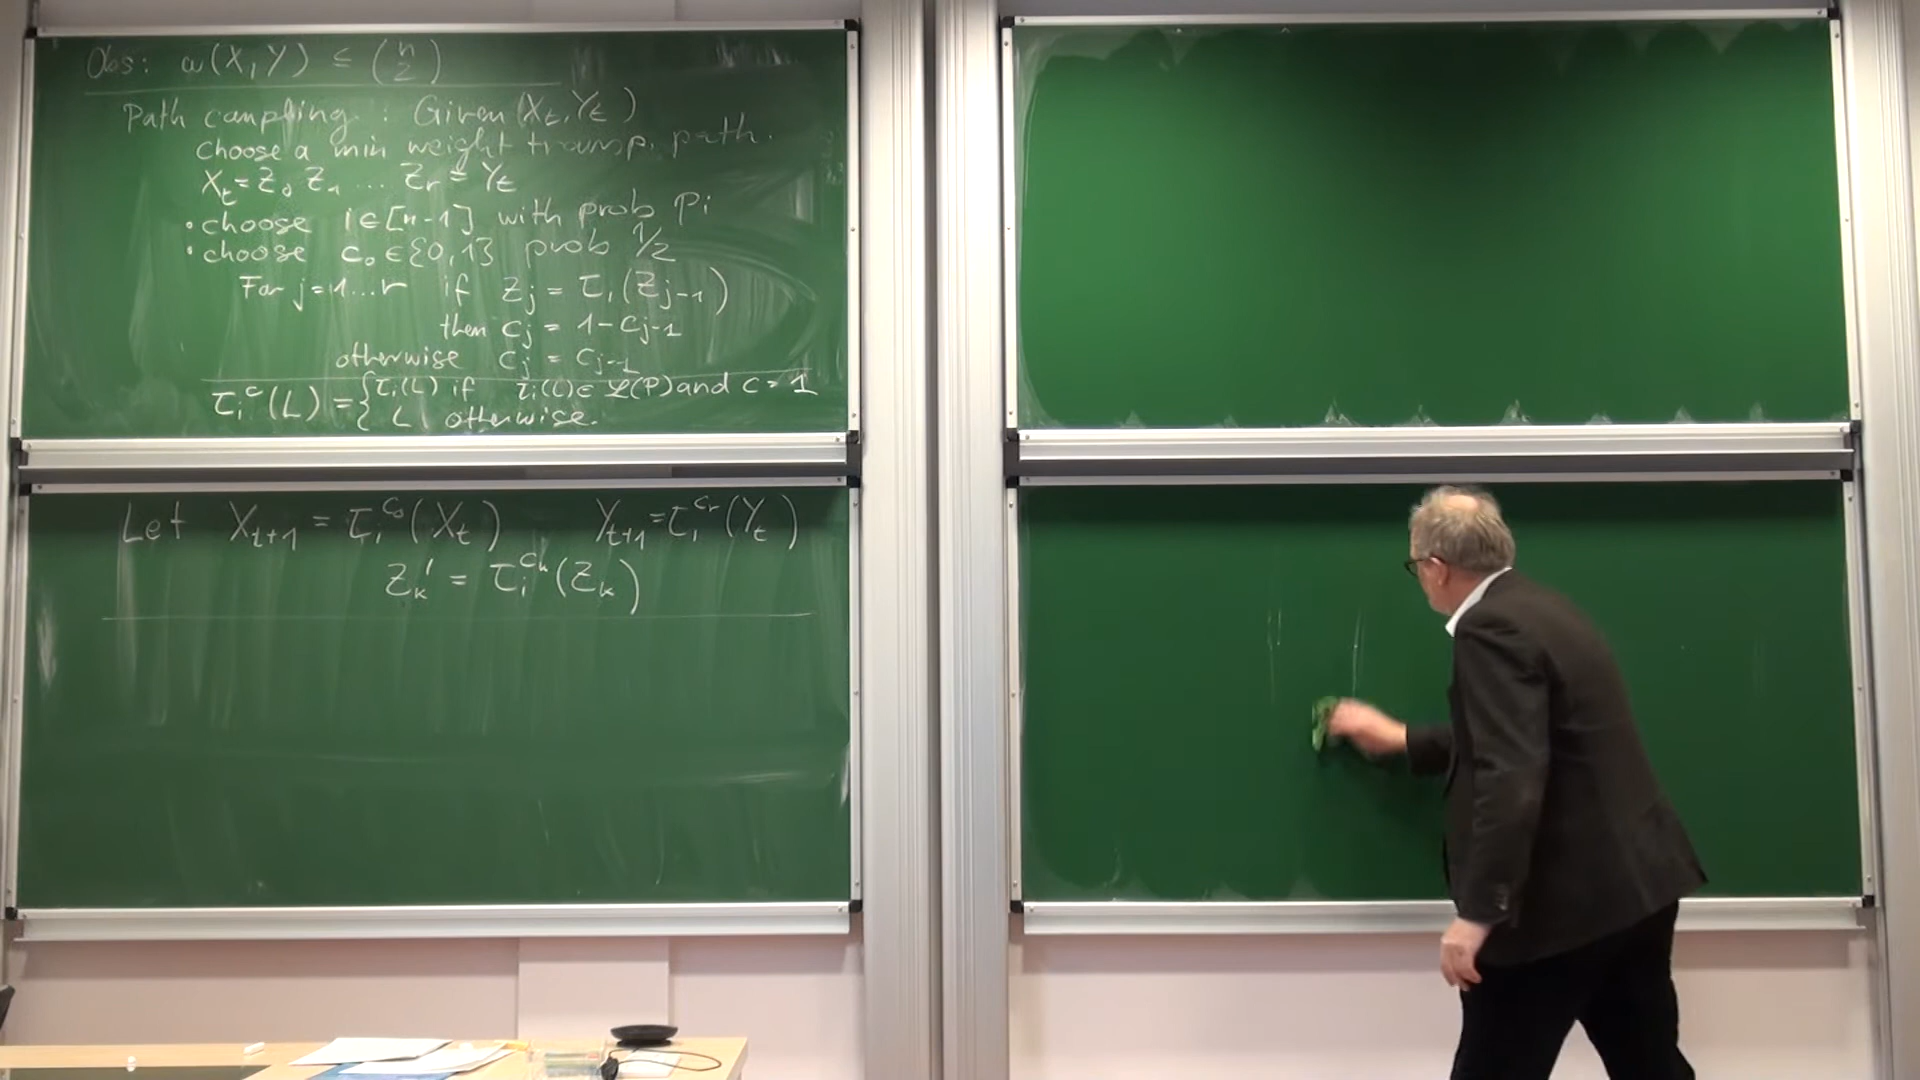 Obs: ω(X,Y) ≤ (n 2)
Path coupling: Given (X_t, Y_t)
choose a min weight transp. path.
X_t = Z_0 Z_1 ... Z_r = Y_t
• choose i ∈ [n-1] with prob p_i
• choose c_0 ∈ {0,1} prob 1/2
For j=1...r if Z_j = τ_i(Z_{j-1})
then c_j = 1 - c_{j-1}
otherwise c_j = c_{j-1}
τ_i^c(L) = { τ_i(L) if τ_i(L) ∈ ℒ(P) and c = 1
L otherwise.
Let X_{t+1} = τ_i^{c_0}(X_t) Y_{t+1} = τ_i^{c_r}(Y_t)
Z_k' = τ_i^{c_k}(Z_k)